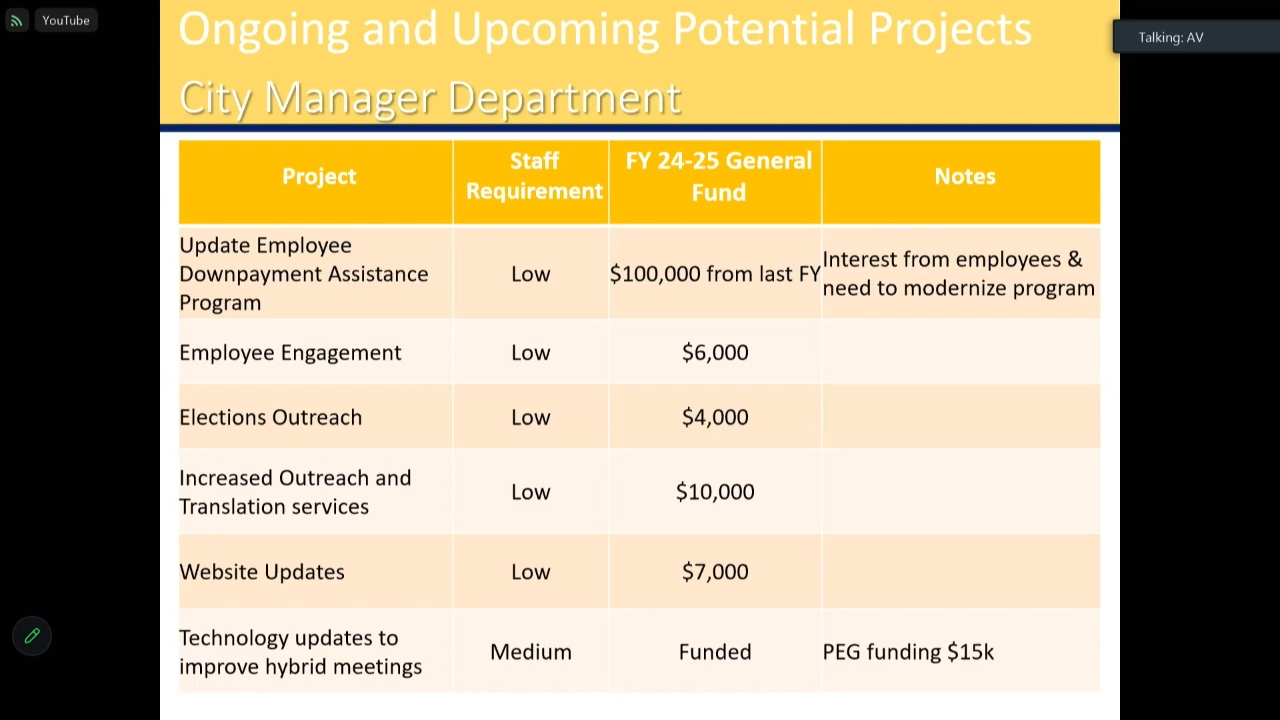 YouTube
Talking: AV
Ongoing and Upcoming Potential Projects
City Manager Department
Project
Staff
Requirement
FY 24-25 General
Fund
Notes
Update Employee
Downpayment Assistance
Program
Low
$100,000 from last FY
Interest from employees &
need to modernize program
Employee Engagement
Low
$6,000
Elections Outreach
Low
$4,000
Increased Outreach and
Translation services
Low
$10,000
Website Updates
Low
$7,000
Technology updates to
improve hybrid meetings
Medium
Funded
PEG funding $15k